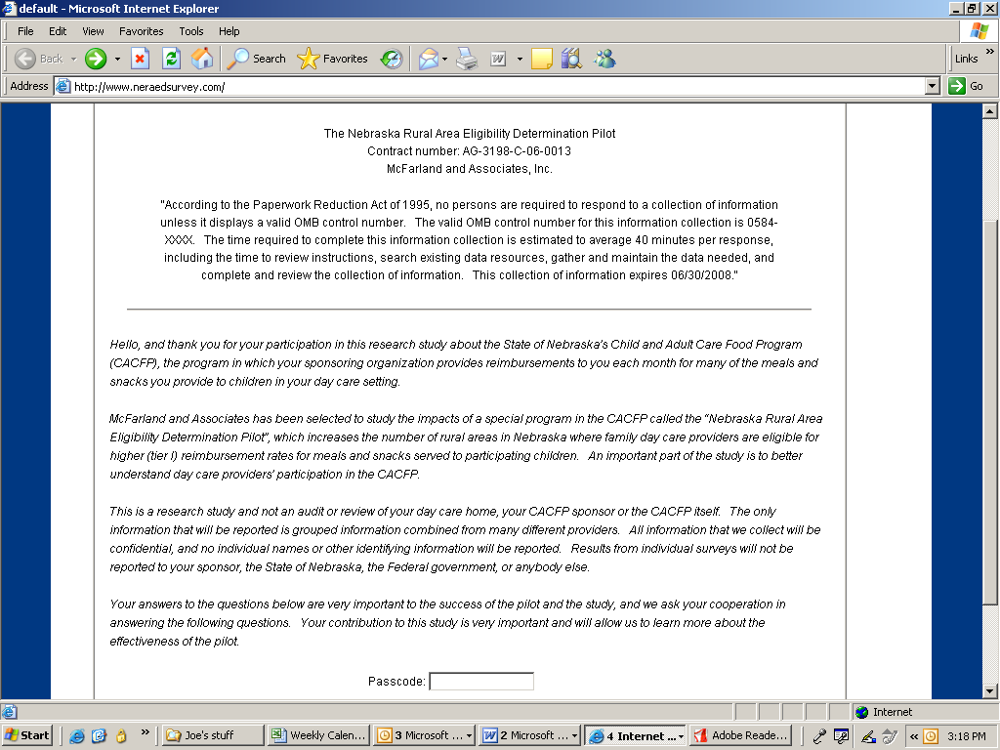 default - Microsoft Internet Explorer
File Edit View Favorites Tools Help
Back Search Favorites Links »
Address http://www.neraedsurvey.com/ Go
The Nebraska Rural Area Eligibility Determination Pilot
Contract number: AG-3198-C-06-0013
McFarland and Associates, Inc.
"According to the Paperwork Reduction Act of 1995, no persons are required to respond to a collection of information
unless it displays a valid OMB control number. The valid OMB control number for this information collection is 0584-
XXXX. The time required to complete this information collection is estimated to average 40 minutes per response,
including the time to review instructions, search existing data resources, gather and maintain the data needed, and
complete and review the collection of information. This collection of information expires 06/30/2008."
Hello, and thank you for your participation in this research study about the State of Nebraska's Child and Adult Care Food Program
(CACFP), the program in which your sponsoring organization provides reimbursements to you each month for many of the meals and
snacks you provide to children in your day care setting.
McFarland and Associates has been selected to study the impacts of a special program in the CACFP called the "Nebraska Rural Area
Eligibility Determination Pilot", which increases the number of rural areas in Nebraska where family day care providers are eligible for
higher (tier I) reimbursement rates for meals and snacks served to participating children. An important part of the study is to better
understand day care providers' participation in the CACFP.
This is a research study and not an audit or review of your day care home, your CACFP sponsor or the CACFP itself. The only
information that will be reported is grouped information combined from many different providers. All information that we collect will be
confidential, and no individual names or other identifying information will be reported. Results from individual surveys will not be
reported to your sponsor, the State of Nebraska, the Federal government, or anybody else.
Your answers to the questions below are very important to the success of the pilot and the study, and we ask your cooperation in
answering the following questions. Your contribution to this study is very important and will allow us to learn more about the
effectiveness of the pilot.
Passcode:
Internet
Start » Joe's stuff Weekly Calen... 3 Microsoft ... 2 Microsoft ... 4 Internet ... Adobe Reade... « 3:18 PM